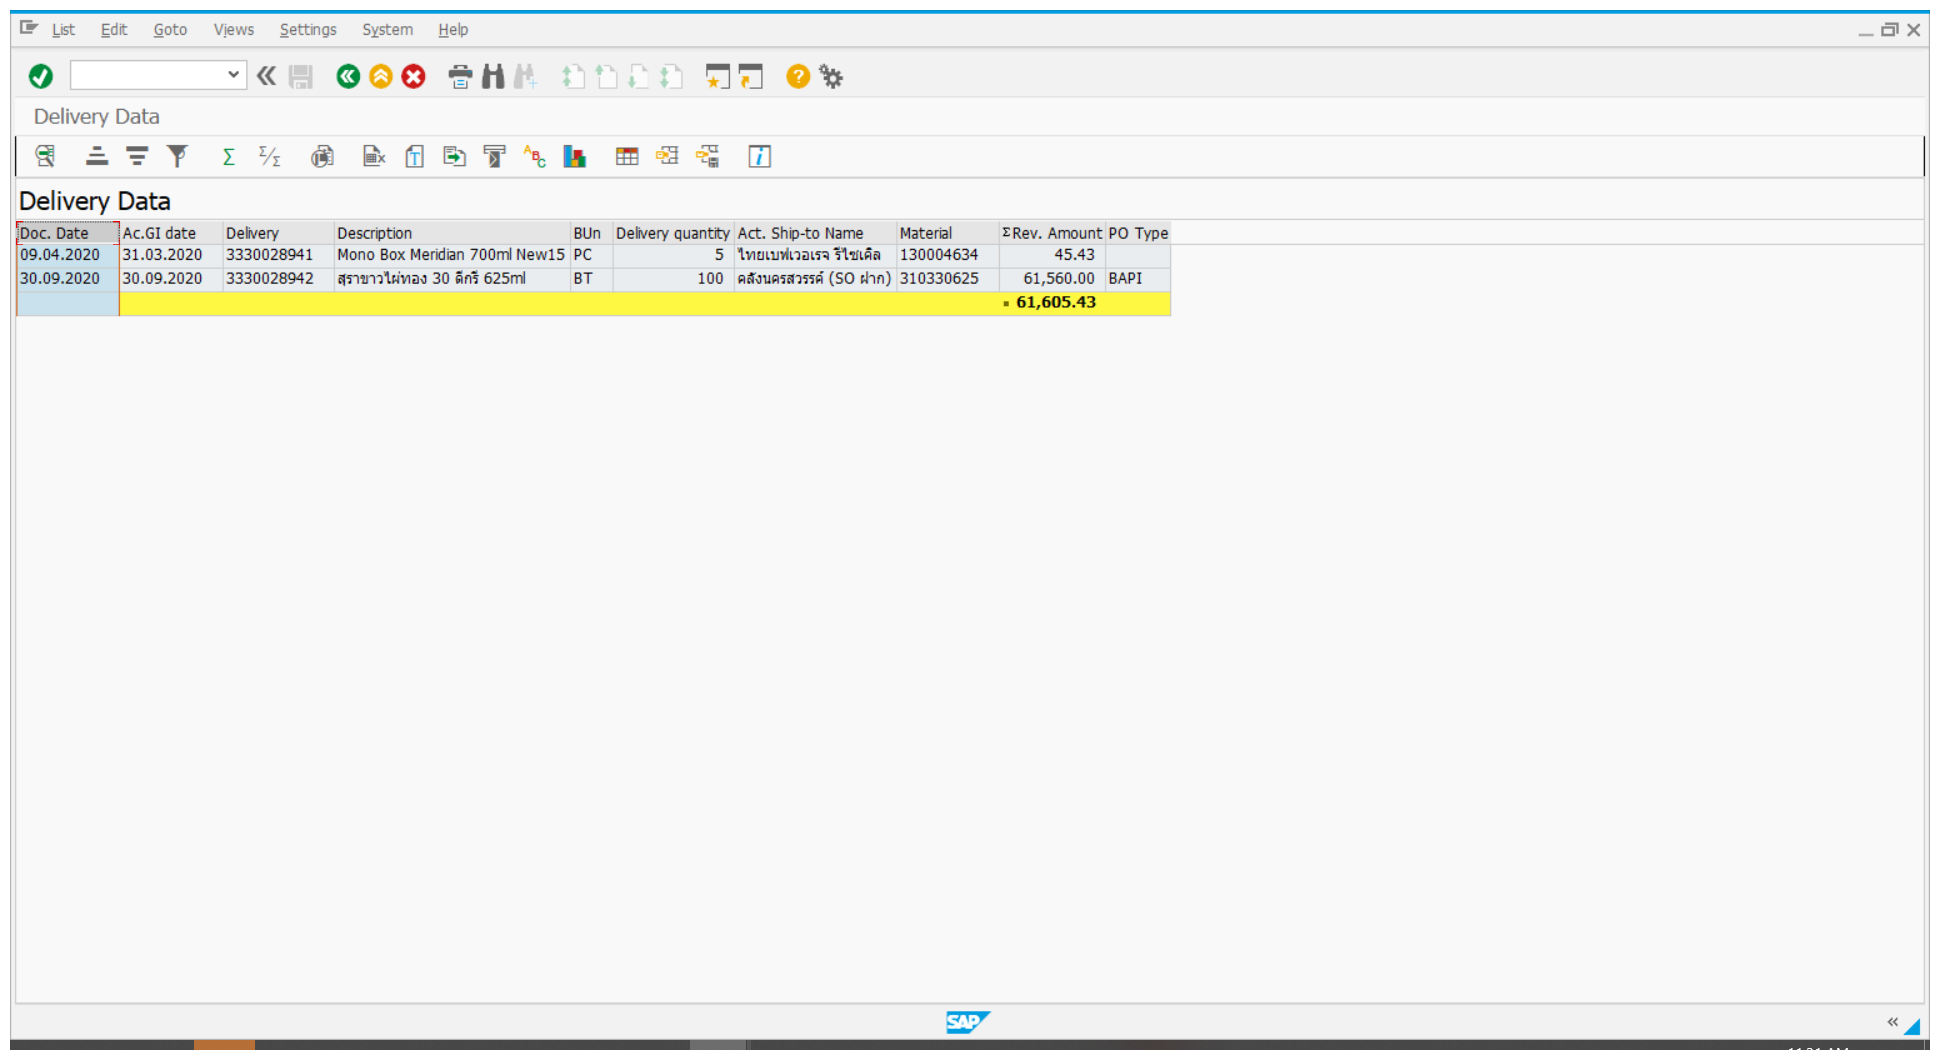 List Edit Goto Views Settings System Help
Delivery Data
Delivery Data
Doc. Date Ac.GI date Delivery Description BUn Delivery quantity Act. Ship-to Name Material ΣRev. Amount PO Type
09.04.2020 31.03.2020 3330028941 Mono Box Meridian 700ml New15 PC 5 ไทยเบฟเวอเรจ รีไซเคิล 130004634 45.43
30.09.2020 30.09.2020 3330028942 สุราขาวไผ่ทอง 30 ดีกรี 625ml BT 100 คลังนครสวรรค์ (SO ฝาก) 310330625 61,560.00 BAPI
61,605.43
SAP